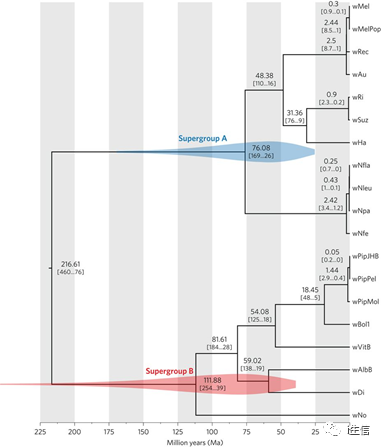 0.3
[0.9...0.1]
wMel
2.44
[8.5...1]
wMelPop
2.5
[8.7...1]
wRec
wAu
48.38
[110...16]
0.9
[2.3...0.2]
wRi
31.36
[76...9]
wSuz
wHa
Supergroup A
76.08
[169...26]
0.25
[0.7...0]
wNfla
0.43
[1...0.1]
wNleu
2.42
[3.4...1.2]
wNpa
wNfe
216.61
[460...76]
0.05
[0.2...0]
wPipJHB
1.44
[2.9...0.4]
wPipPel
wPipMol
18.45
[48...5]
wBol1
54.08
[125...18]
wVitB
81.61
[184...28]
59.02
[138...19]
wAlbB
Supergroup B
111.88
[254...39]
wDi
wNo
225 200 175 150 125 100 75 50 25 0
Million years (Ma)